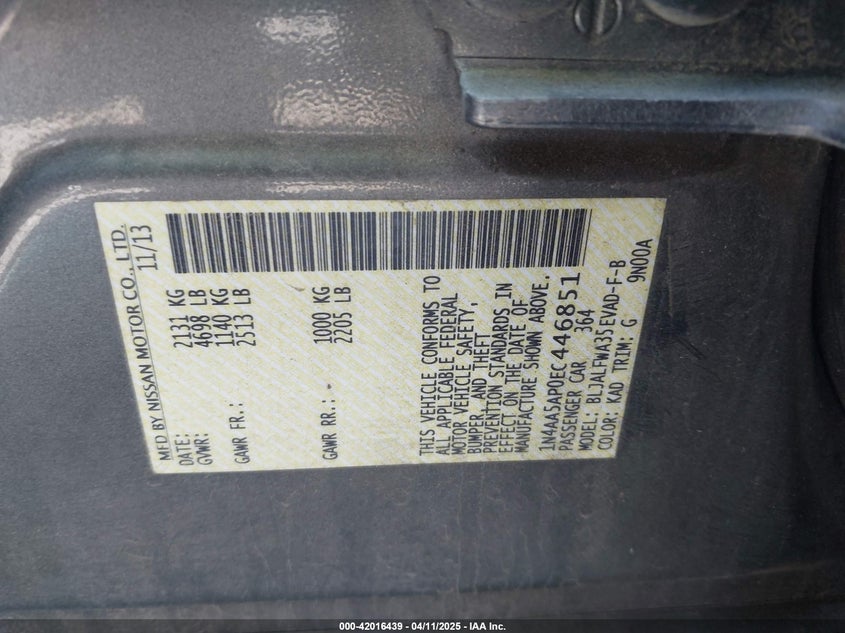 MFD BY NISSAN MOTOR CO., LTD.
DATE: 11/13
GVWR: 2131 KG
4698 LB
GAWR FR.: 1140 KG
2513 LB
GAWR RR.: 1000 KG
2205 LB
THIS VEHICLE CONFORMS TO
ALL APPLICABLE FEDERAL
MOTOR VEHICLE SAFETY,
BUMPER, AND THEFT
PREVENTION STANDARDS IN
EFFECT ON THE DATE OF
MANUFACTURE SHOWN ABOVE.
1N4AA5AP0EC446851
PASSENGER CAR 364
MODEL: BLJALFWA35EVAD-F-B
COLOR: KAD TRIM: G 9N00A
000-42016439 - 04/11/2025 - IAA Inc.